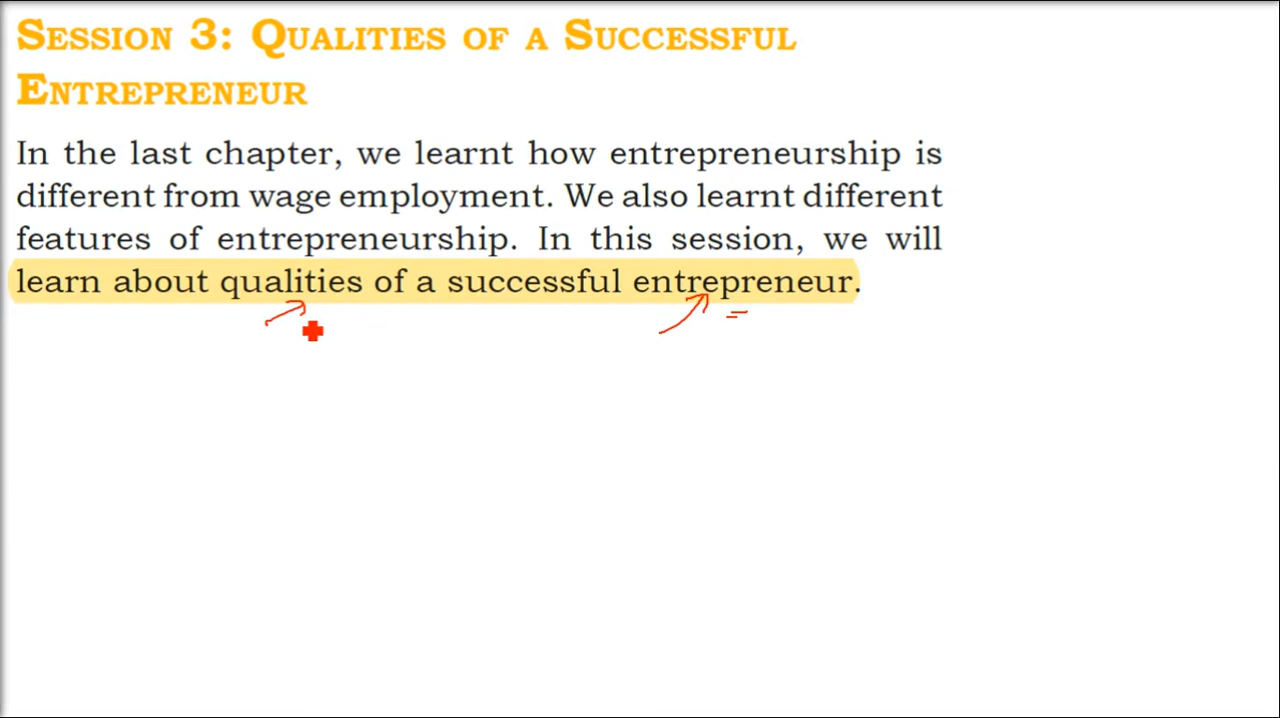 SESSION 3: QUALITIES OF A SUCCESSFUL
ENTREPRENEUR
In the last chapter, we learnt how entrepreneurship is
different from wage employment. We also learnt different
features of entrepreneurship. In this session, we will
learn about qualities of a successful entrepreneur.